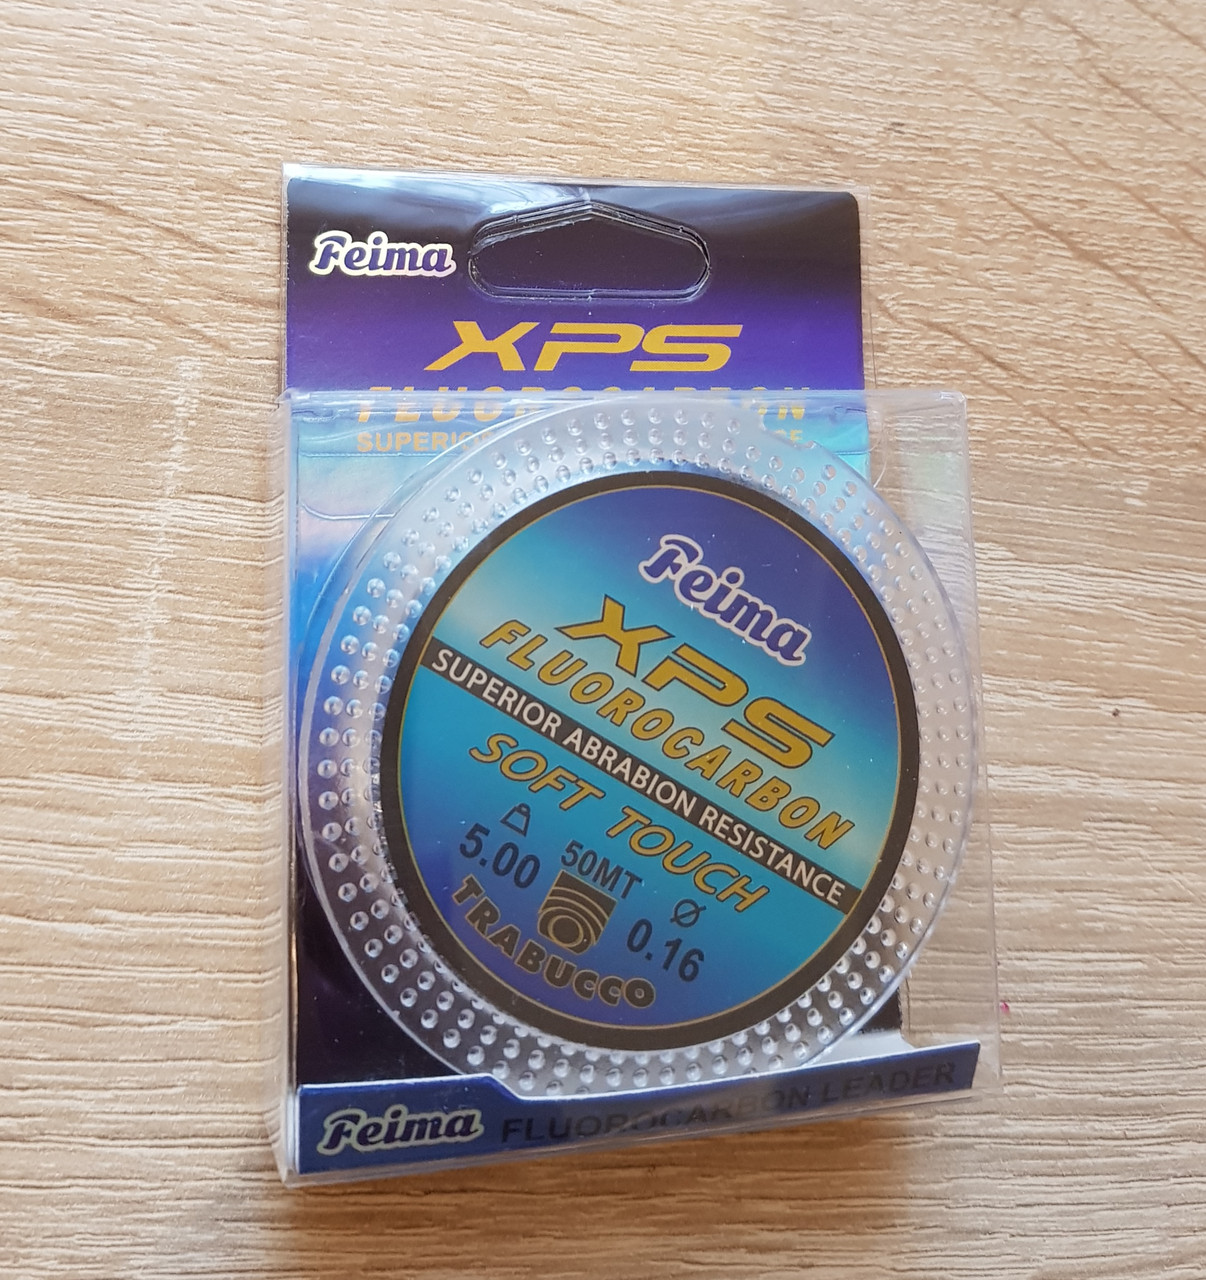 Feima
XPS
FLUOROCARBON
SUPERIOR
Feima
XPS
FLUOROCARBON
SUPERIOR ABRABION RESISTANCE
SOFT TOUCH
5.00
50MT
0.16
TRABUCCO
Feima FLUOROCARBON LEADER